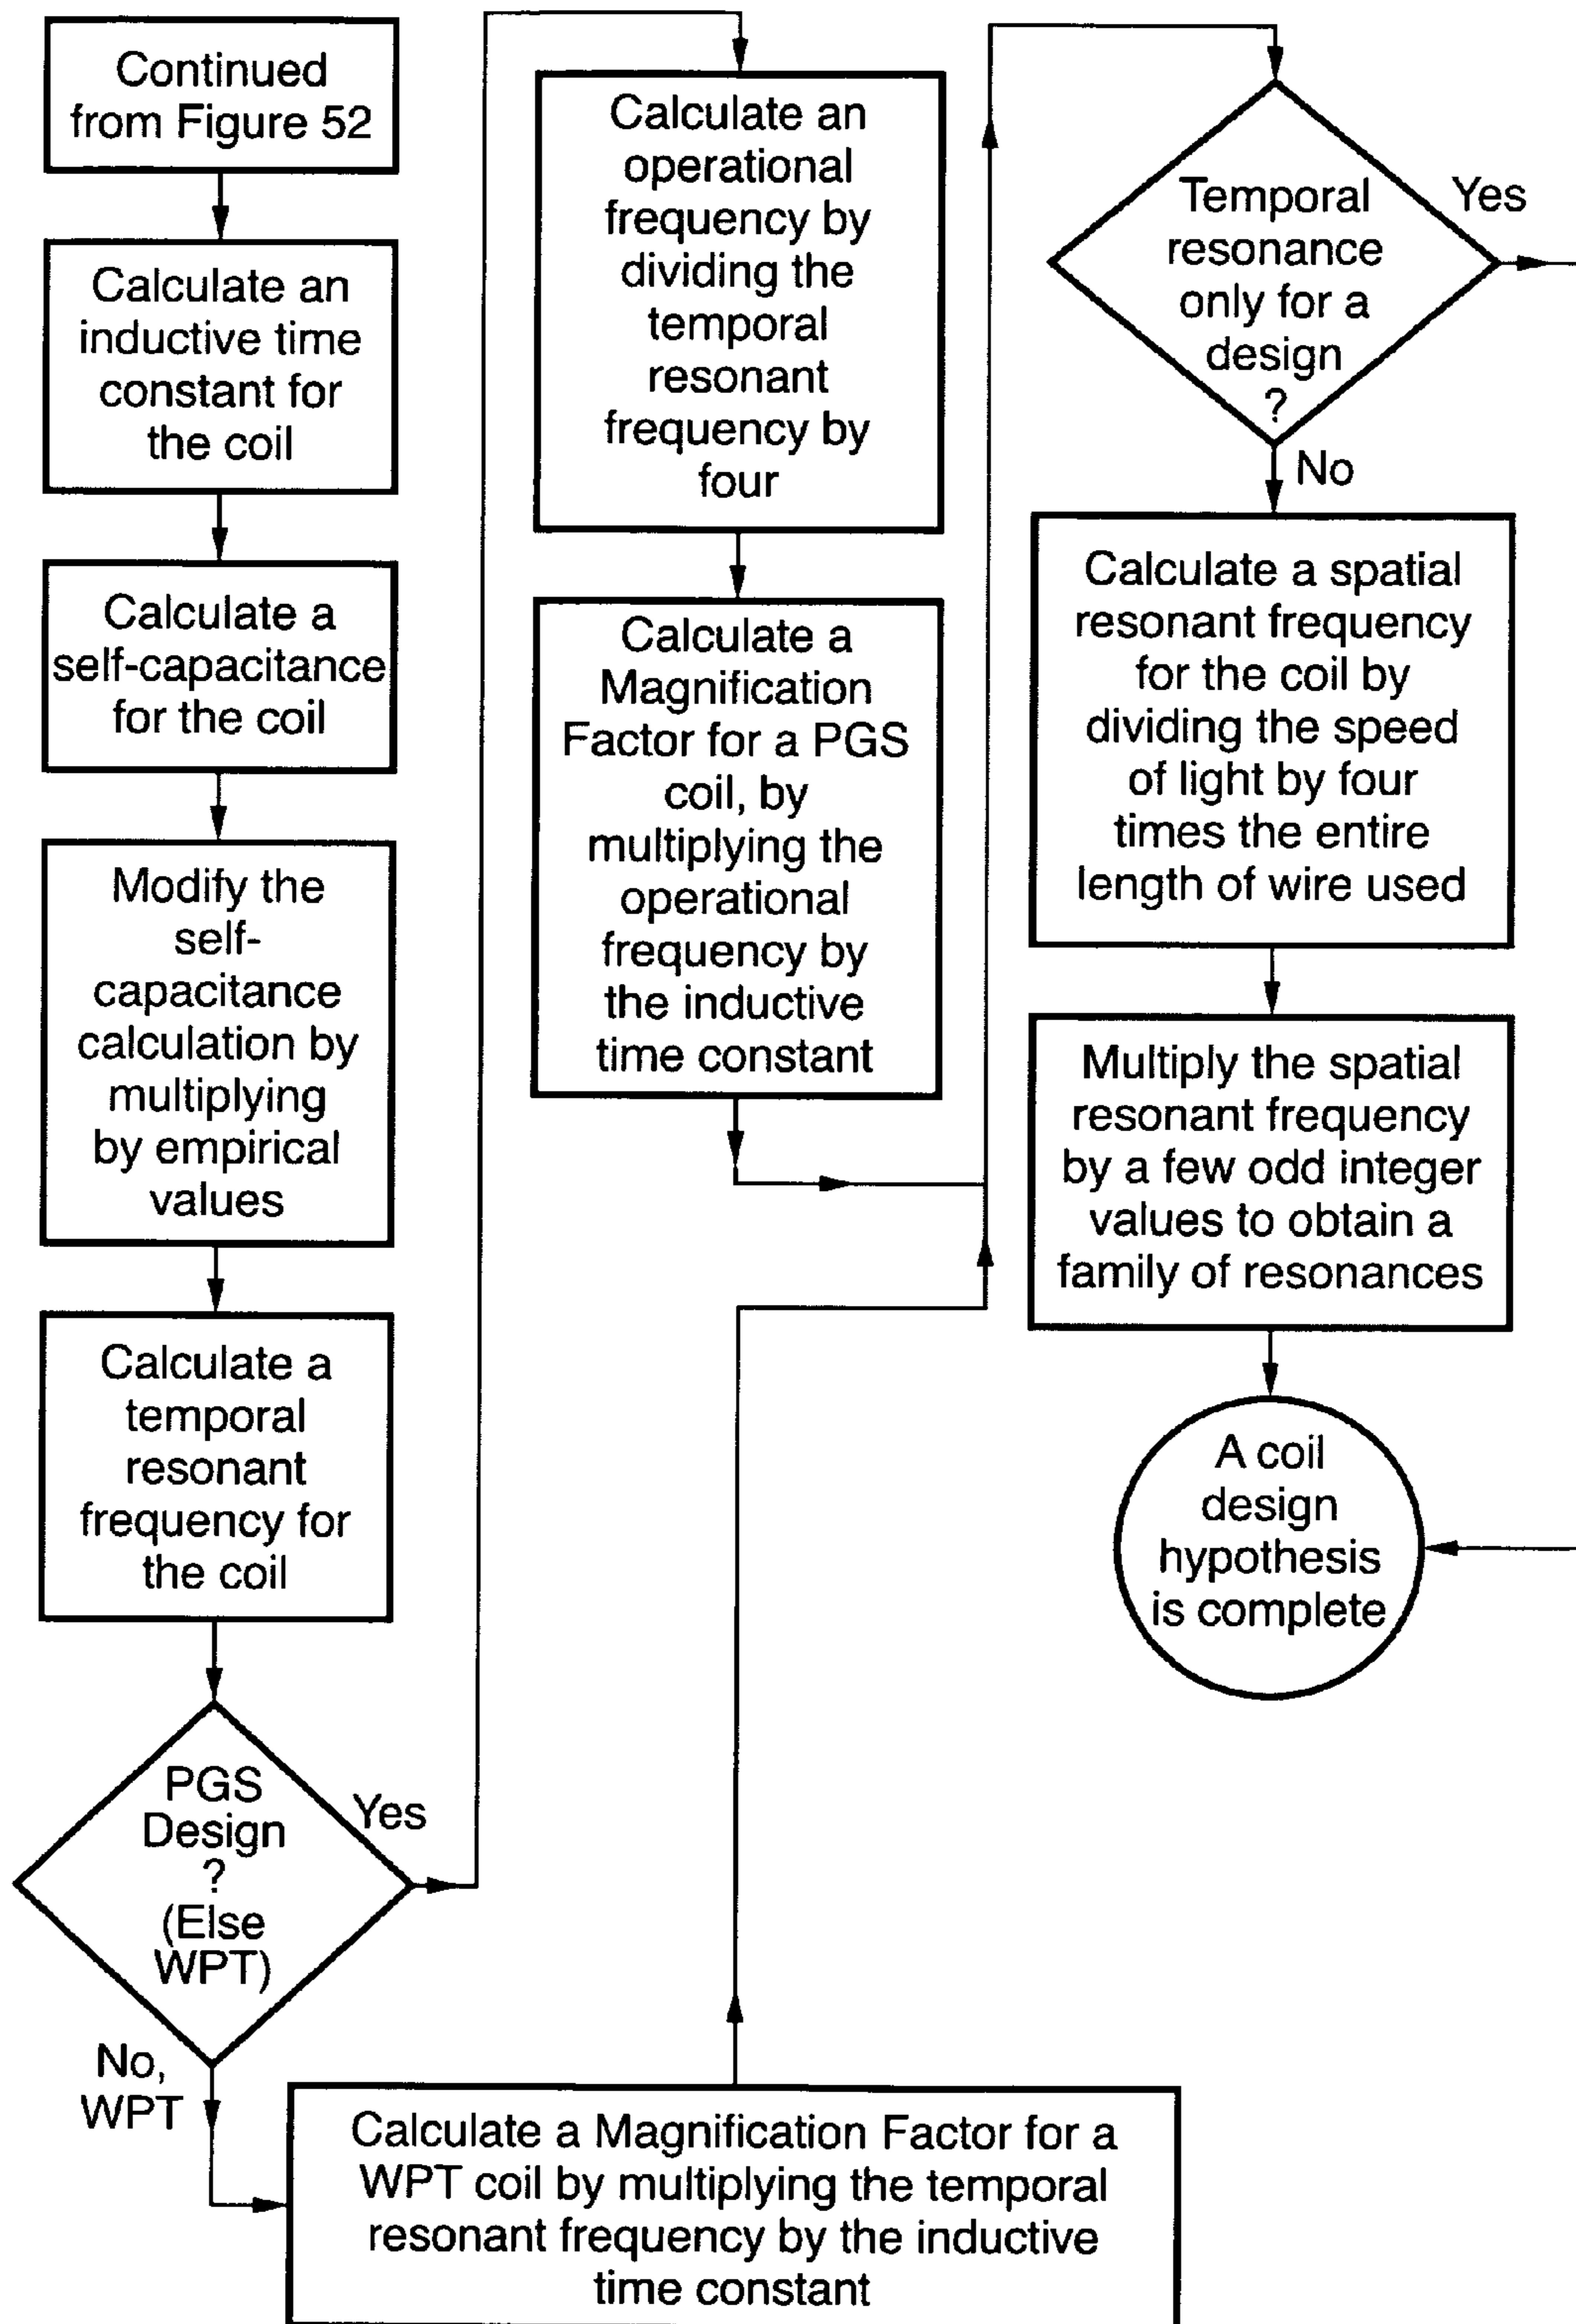 Continued
from Figure 52
Calculate an
inductive time
constant for
the coil
Calculate a
self-capacitance
for the coil
Modify the
self-
capacitance
calculation by
multiplying
by empirical
values
Calculate a
temporal
resonant
frequency for
the coil
PGS
Design
?
(Else
WPT)
Yes
No,
WPT
Calculate an
operational
frequency by
dividing the
temporal
resonant
frequency by
four
Calculate a
Magnification
Factor for a PGS
coil, by
multiplying the
operational
frequency by
the inductive
time constant
Calculate a Magnification Factor for a
WPT coil by multiplying the temporal
resonant frequency by the inductive
time constant
Temporal
resonance
only for a
design
?
Yes
No
Calculate a spatial
resonant frequency
for the coil by
dividing the speed
of light by four
times the entire
length of wire used
Multiply the spatial
resonant frequency
by a few odd integer
values to obtain a
family of resonances
A coil
design
hypothesis
is complete